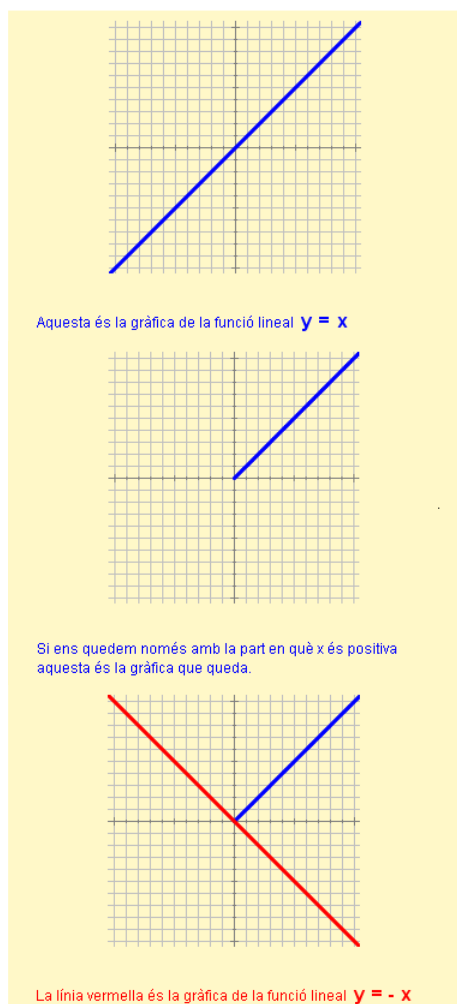 Aquesta és la gràfica de la funció lineal y = x
Si ens quedem només amb la part en què x és positiva
aquesta és la gràfica que queda.
La línia vermella és la gràfica de la funció lineal y = - x